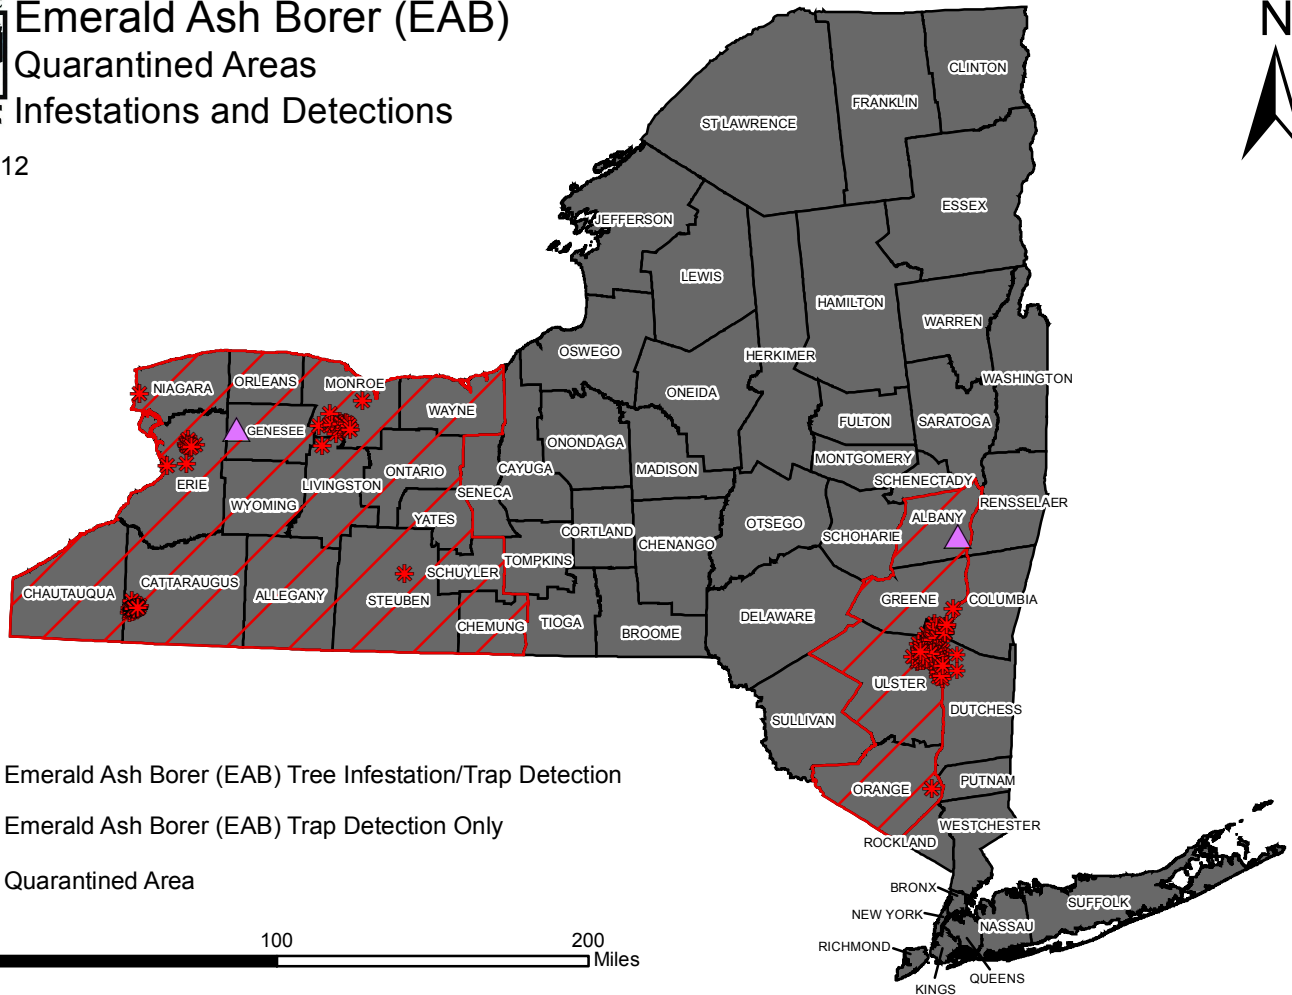 Emerald Ash Borer (EAB)
Quarantined Areas
Infestations and Detections
12
N
CLINTON
FRANKLIN
ST LAWRENCE
ESSEX
JEFFERSON
LEWIS
HAMILTON
WARREN
OSWEGO
HERKIMER
WASHINGTON
NIAGARA
ORLEANS
MONROE
ONEIDA
WAYNE
FULTON
SARATOGA
GENESEE
ONONDAGA
MONTGOMERY
ONTARIO
CAYUGA
MADISON
SCHENECTADY
ERIE
LIVINGSTON
SENECA
WYOMING
RENSSELAER
YATES
ALBANY
OTSEGO
CORTLAND
SCHOHARIE
CHENANGO
TOMPKINS
SCHUYLER
CATTARAUGUS
CHAUTAUQUA
ALLEGANY
STEUBEN
GREENE
COLUMBIA
DELAWARE
CHEMUNG
TIOGA
BROOME
ULSTER
DUTCHESS
SULLIVAN
Emerald Ash Borer (EAB) Tree Infestation/Trap Detection
PUTNAM
ORANGE
Emerald Ash Borer (EAB) Trap Detection Only
WESTCHESTER
ROCKLAND
Quarantined Area
BRONX
SUFFOLK
NEW YORK
NASSAU
100
200
RICHMOND
Miles
QUEENS
KINGS